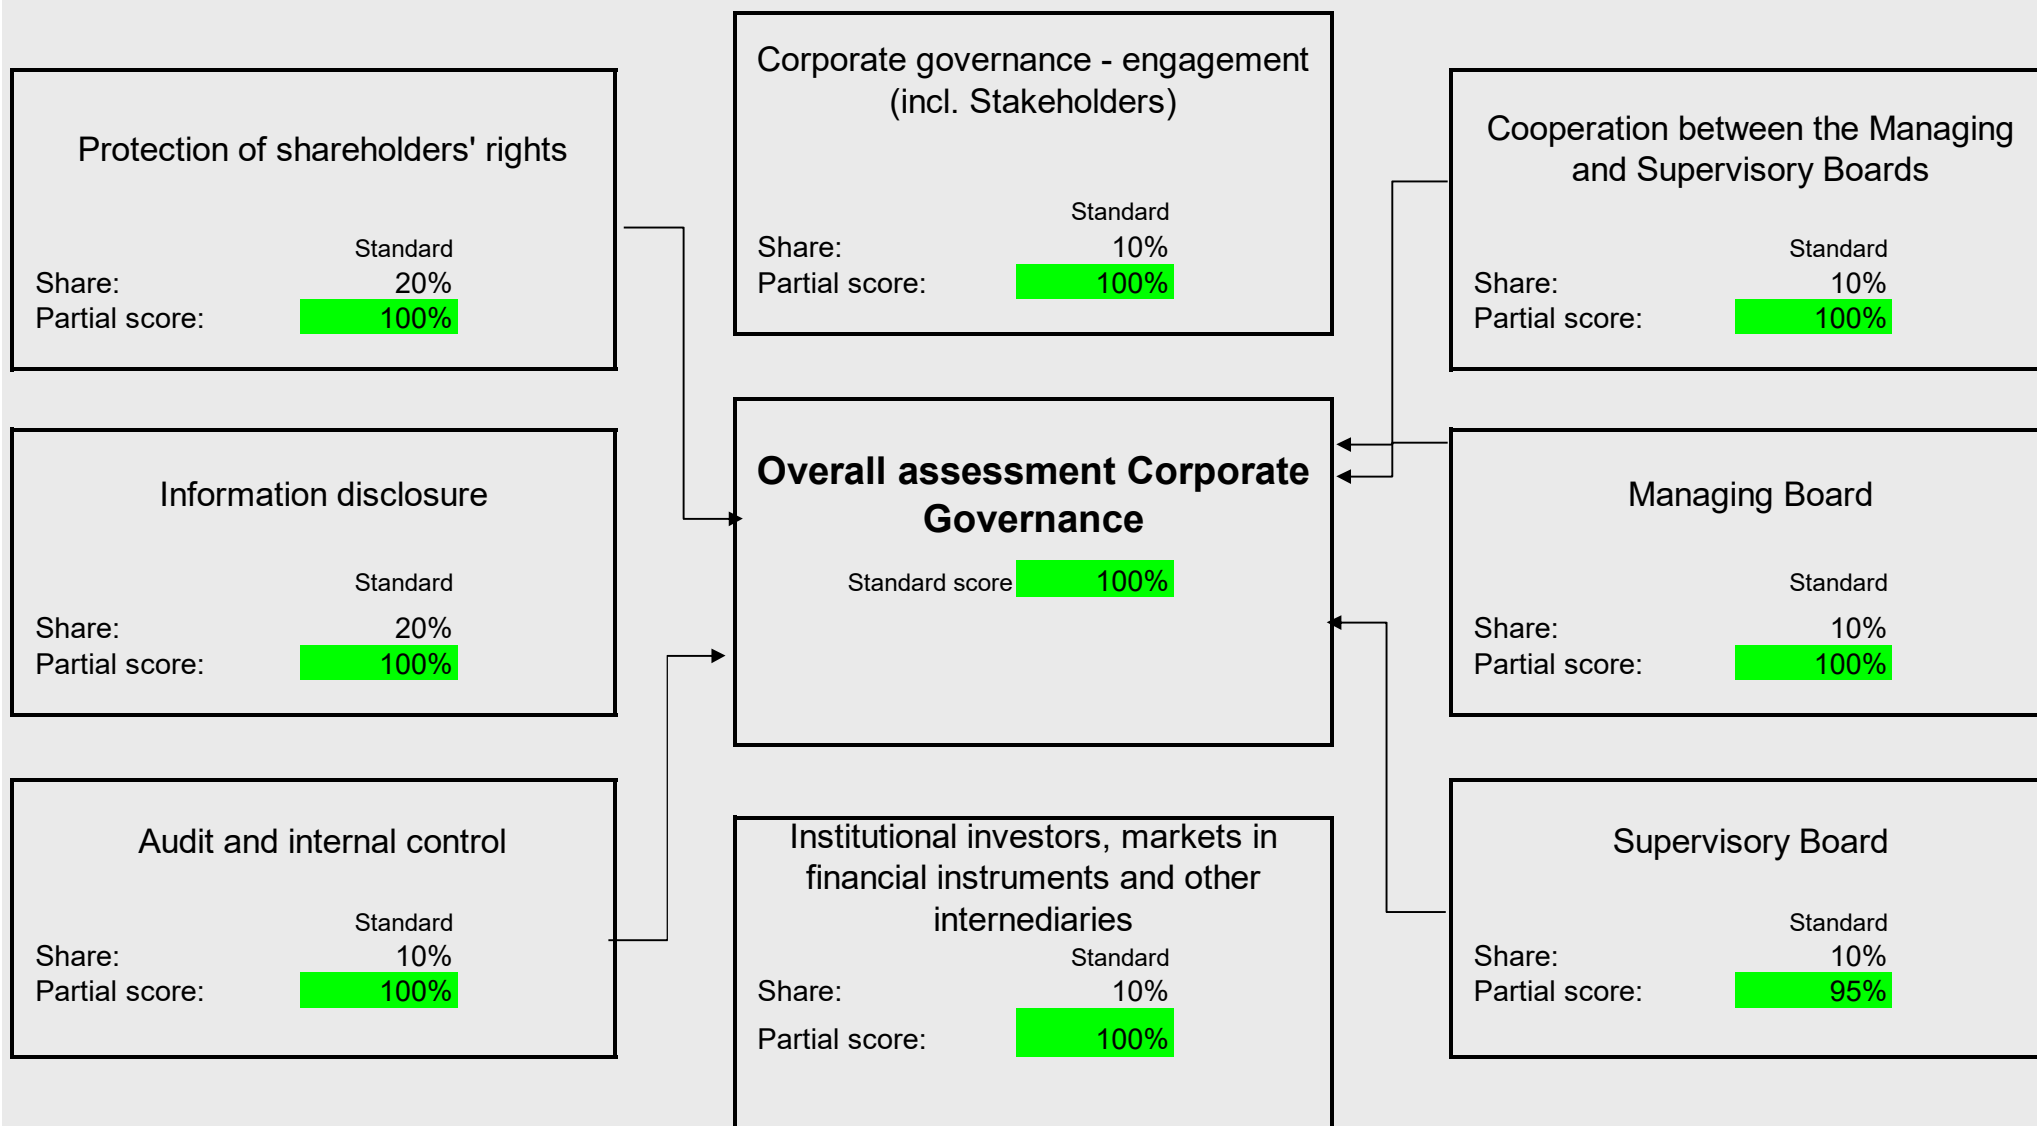 Protection of shareholders' rights
Standard
Share: 20%
Partial score: 100%
Corporate governance - engagement
(incl. Stakeholders)
Standard
Share: 10%
Partial score: 100%
Cooperation between the Managing
and Supervisory Boards
Standard
Share: 10%
Partial score: 100%
Information disclosure
Standard
Share: 20%
Partial score: 100%
Overall assessment Corporate
Governance
Standard score 100%
Managing Board
Standard
Share: 10%
Partial score: 100%
Audit and internal control
Standard
Share: 10%
Partial score: 100%
Institutional investors, markets in
financial instruments and other
internediaries
Standard
Share: 10%
Partial score: 100%
Supervisory Board
Standard
Share: 10%
Partial score: 95%